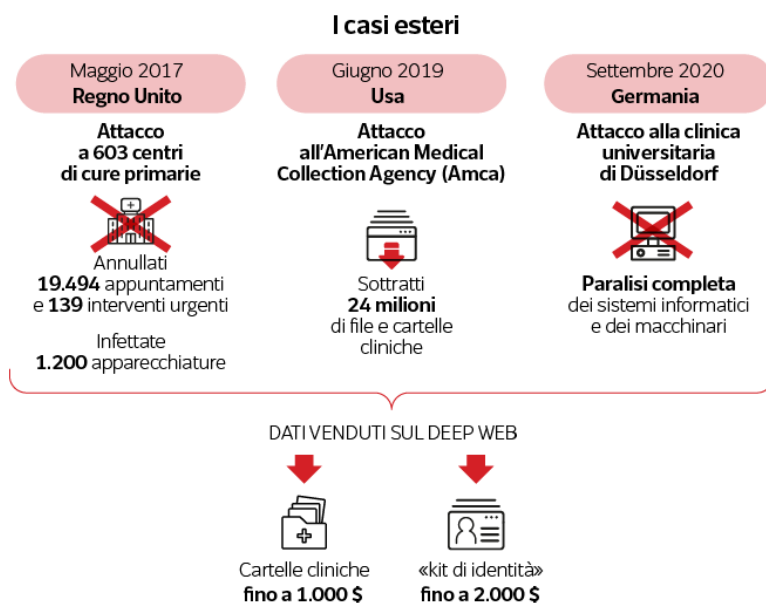 I casi esteri
Maggio 2017
Regno Unito
Attacco
a 603 centri
di cure primarie
Annullati
19.494 appuntamenti
e 139 interventi urgenti
Infettate
1.200 apparecchiature
Giugno 2019
Usa
Attacco
all'American Medical
Collection Agency (Amca)
Sottratti
24 milioni
di file e cartelle
cliniche
Settembre 2020
Germania
Attacco alla clinica
universitaria
di Düsseldorf
Paralisi completa
dei sistemi informatici
e dei macchinari
DATI VENDUTI SUL DEEP WEB
Cartelle cliniche
fino a 1.000 $
«kit di identità»
fino a 2.000 $